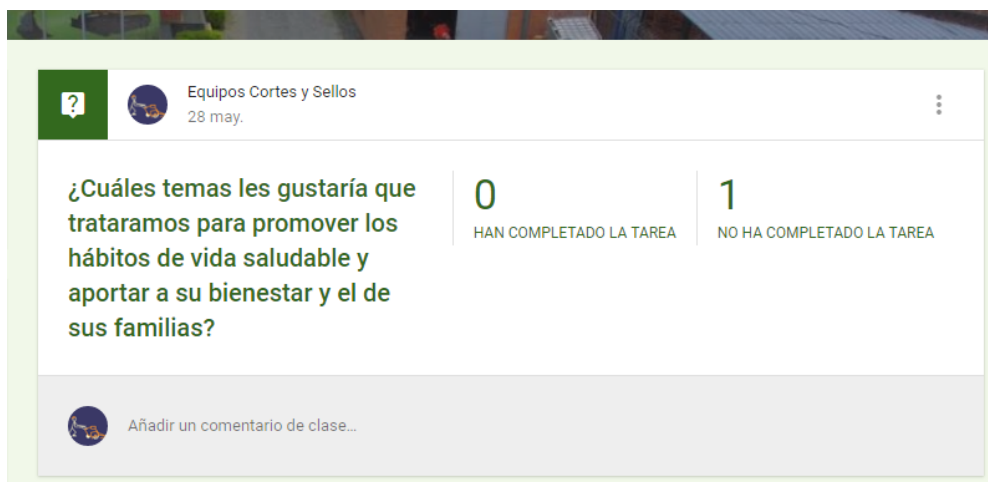 ?
Equipos Cortes y Sellos
28 may.
¿Cuáles temas les gustaría que
trataramos para promover los
hábitos de vida saludable y
aportar a su bienestar y el de
sus familias?
0
HAN COMPLETADO LA TAREA
1
NO HA COMPLETADO LA TAREA
Añadir un comentario de clase...